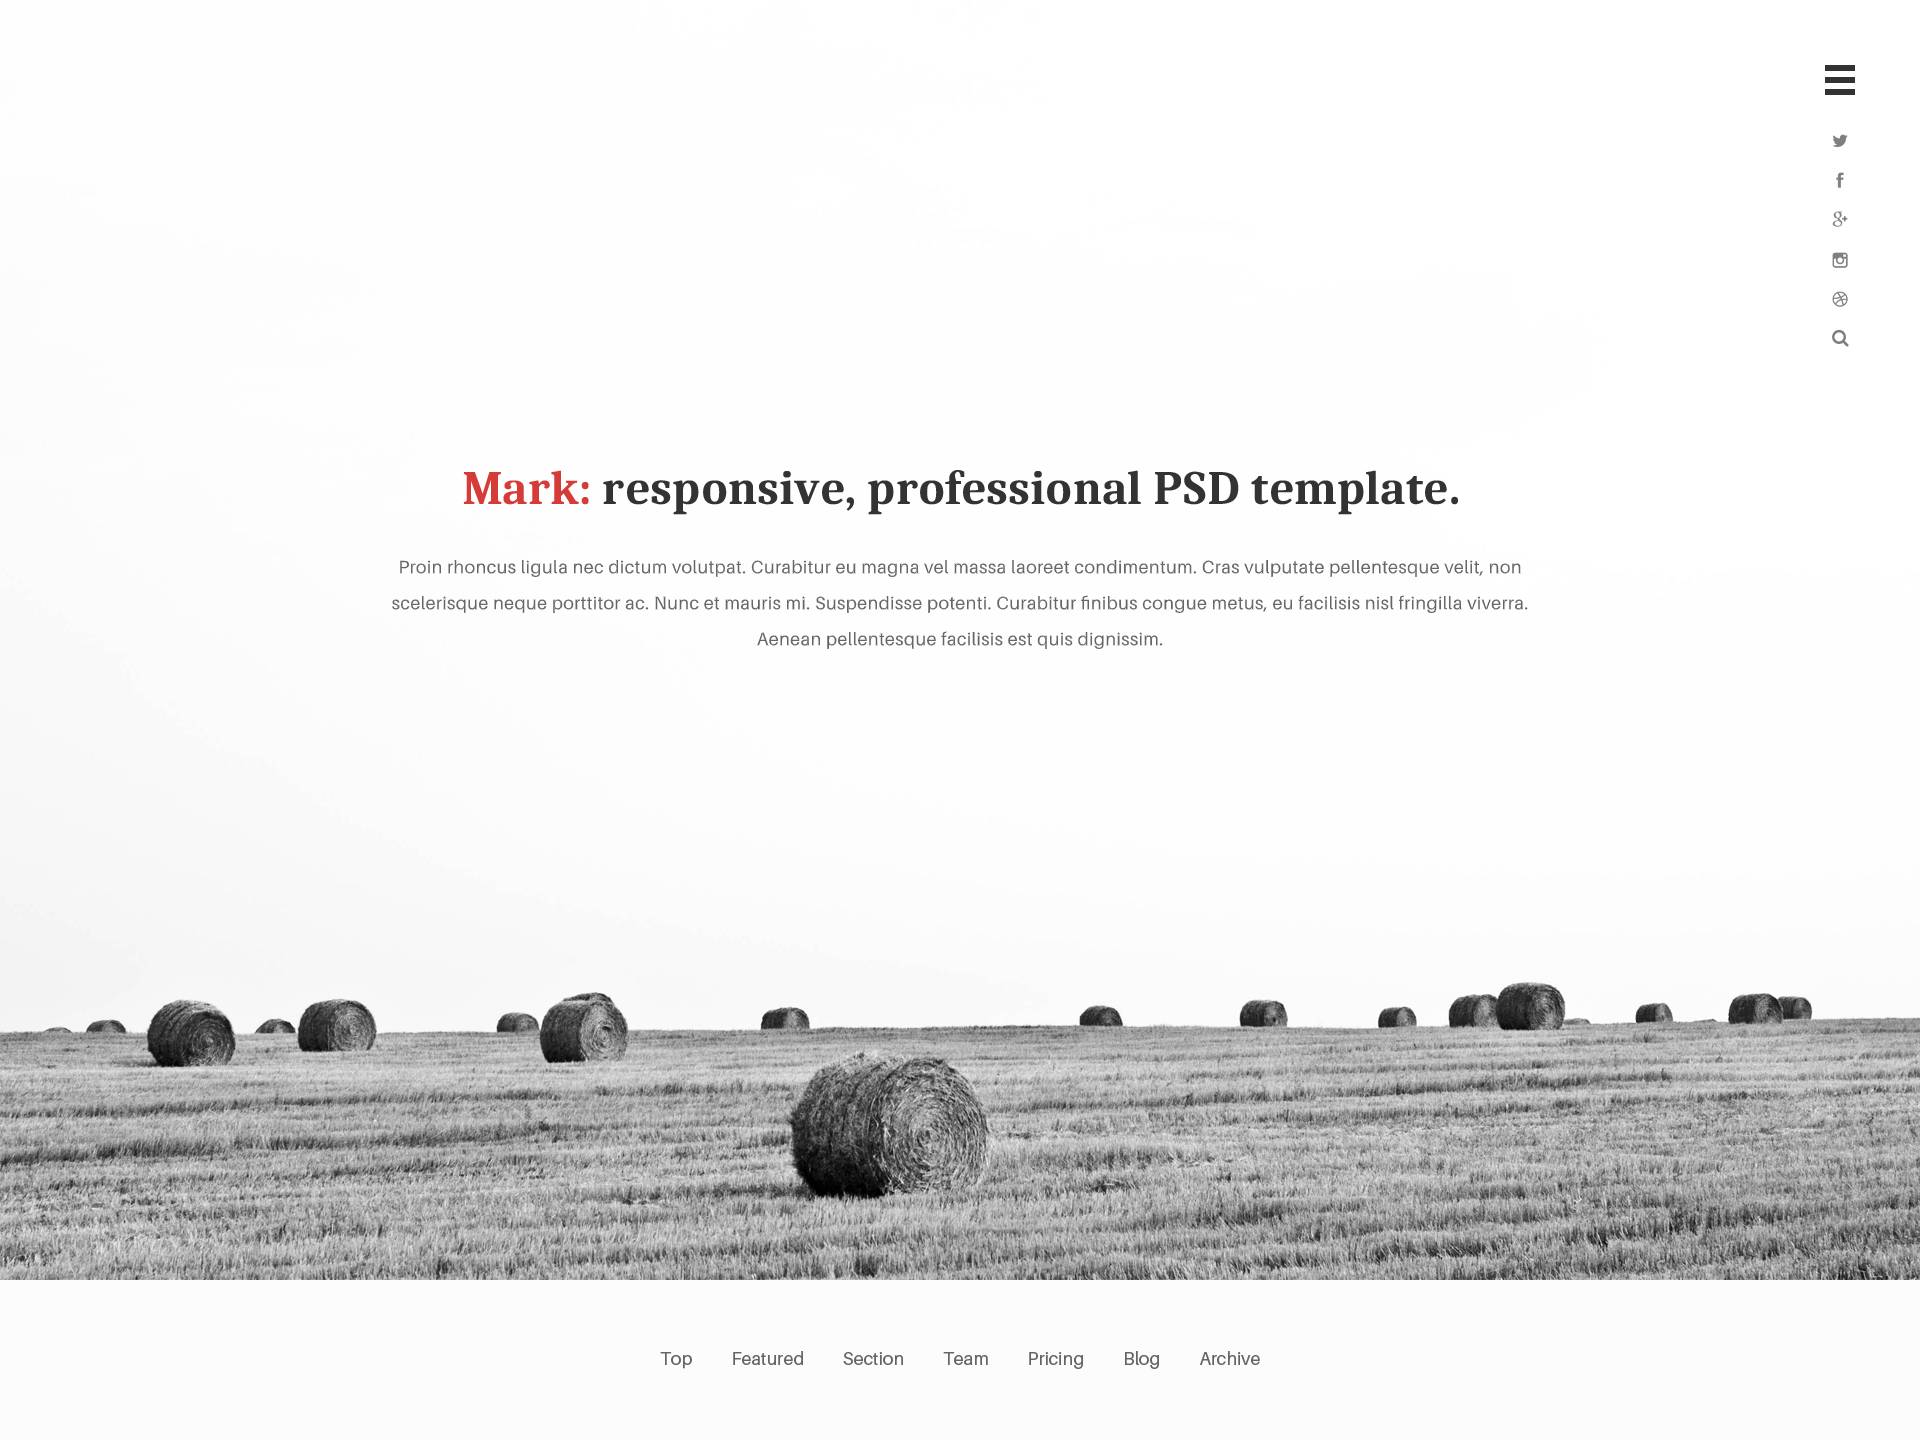 Mark: responsive, professional PSD template.
Proin rhoncus ligula nec dictum volutpat. Curabitur eu magna vel massa laoreet condimentum. Cras vulputate pellentesque velit, non
scelerisque neque porttitor ac. Nunc et mauris mi. Suspendisse potenti. Curabitur finibus congue metus, eu facilisis nisl fringilla viverra.
Aenean pellentesque facilisis est quis dignissim.
Top Featured Section Team Pricing Blog Archive